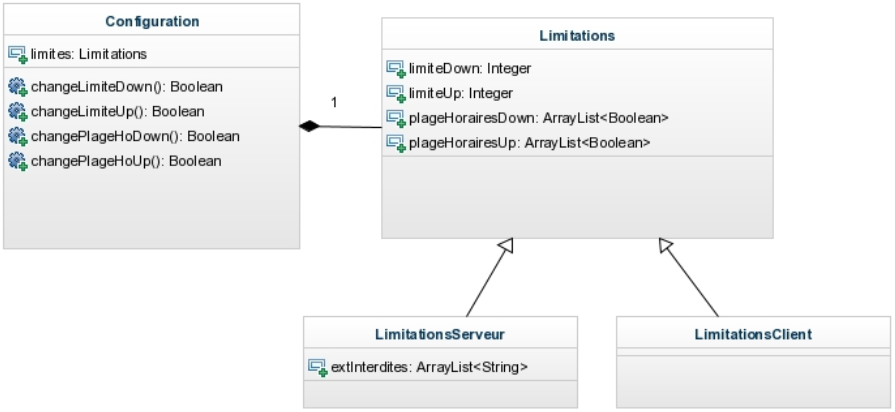 Configuration
limites: Limitations
changeLimiteDown(): Boolean
changeLimiteUp(): Boolean
changePlageHoDown(): Boolean
changePlageHoUp(): Boolean
1
Limitations
limiteDown: Integer
limiteUp: Integer
plageHorairesDown: ArrayList<Boolean>
plageHorairesUp: ArrayList<Boolean>
LimitationsServeur
extInterdites: ArrayList<String>
LimitationsClient